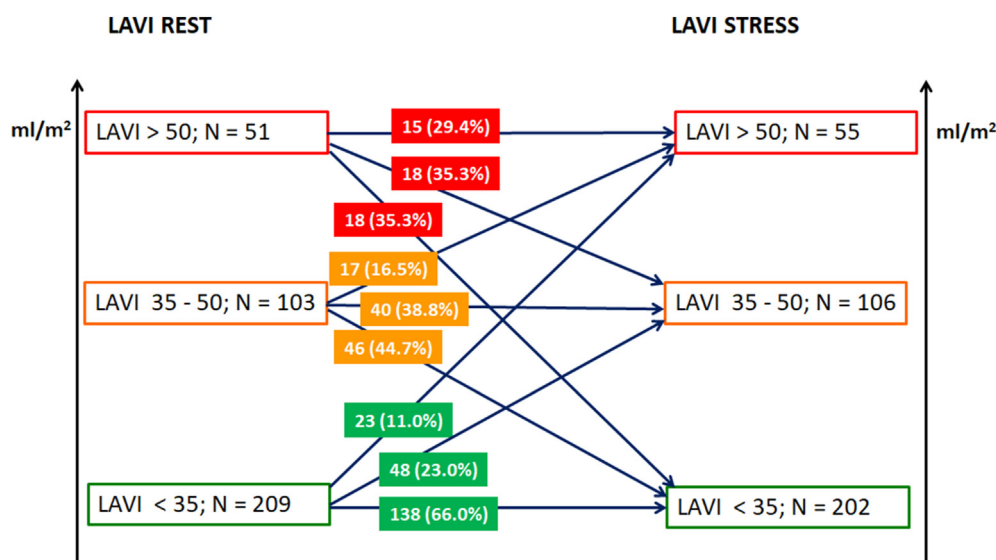 LAVI REST
LAVI STRESS
ml/m²
ml/m²
LAVI > 50; N = 51
15 (29.4%)
LAVI > 50; N = 55
18 (35.3%)
18 (35.3%)
17 (16.5%)
LAVI 35 - 50; N = 103
40 (38.8%)
LAVI 35 - 50; N = 106
46 (44.7%)
23 (11.0%)
48 (23.0%)
LAVI < 35; N = 209
138 (66.0%)
LAVI < 35; N = 202